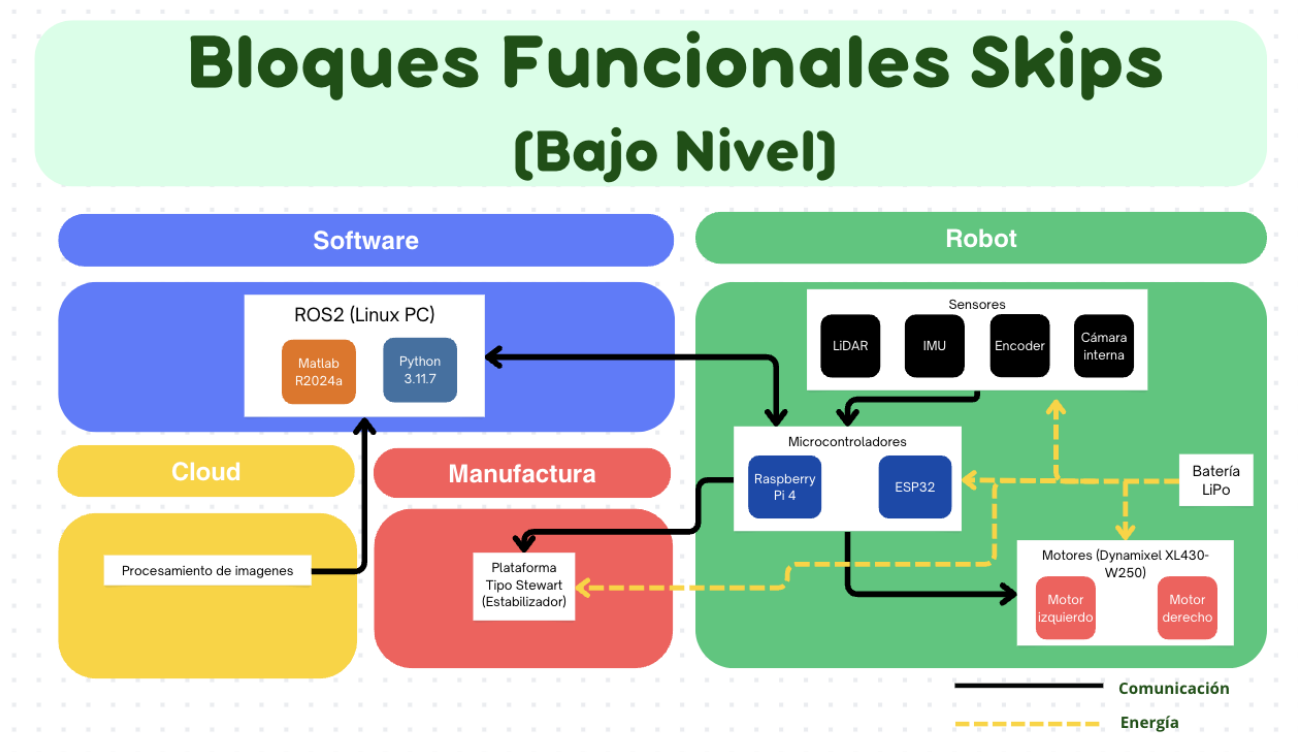 Bloques Funcionales Skips
(Bajo Nivel)
Software
Robot
ROS2 (Linux PC)
Matlab
R2024a
Python
3.11.7
Sensores
LiDAR
IMU
Encoder
Cámara
interna
Cloud
Manufactura
Microcontroladores
Raspberry
Pi 4
ESP32
Batería
LiPo
Procesamiento de imagenes
Plataforma
Tipo Stewart
(Estabilizador)
Motores (Dynamixel XL430-
W250)
Motor
izquierdo
Motor
derecho
Comunicación
Energía